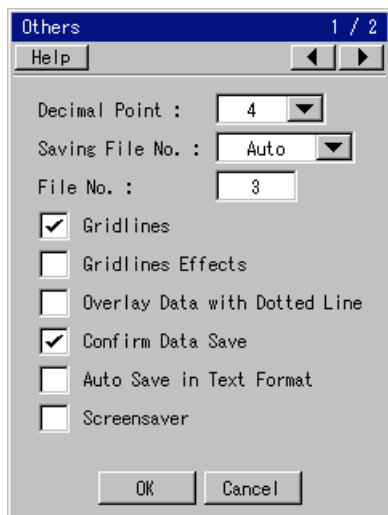 Others 1 / 2
Help
Decimal Point : 4
Saving File No. : Auto
File No. : 3
Gridlines
Gridlines Effects
Overlay Data with Dotted Line
Confirm Data Save
Auto Save in Text Format
Screensaver
OK Cancel